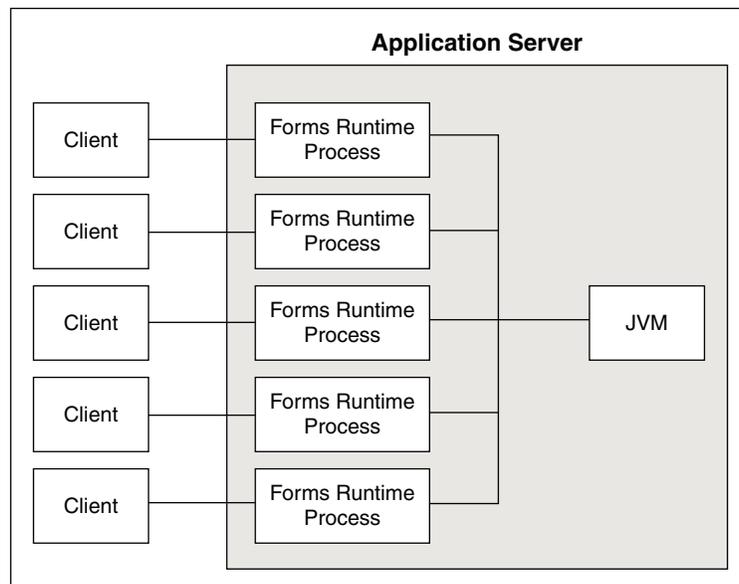 Application Server
Client
Forms Runtime
Process
Client
Forms Runtime
Process
Client
Forms Runtime
Process
JVM
Client
Forms Runtime
Process
Client
Forms Runtime
Process